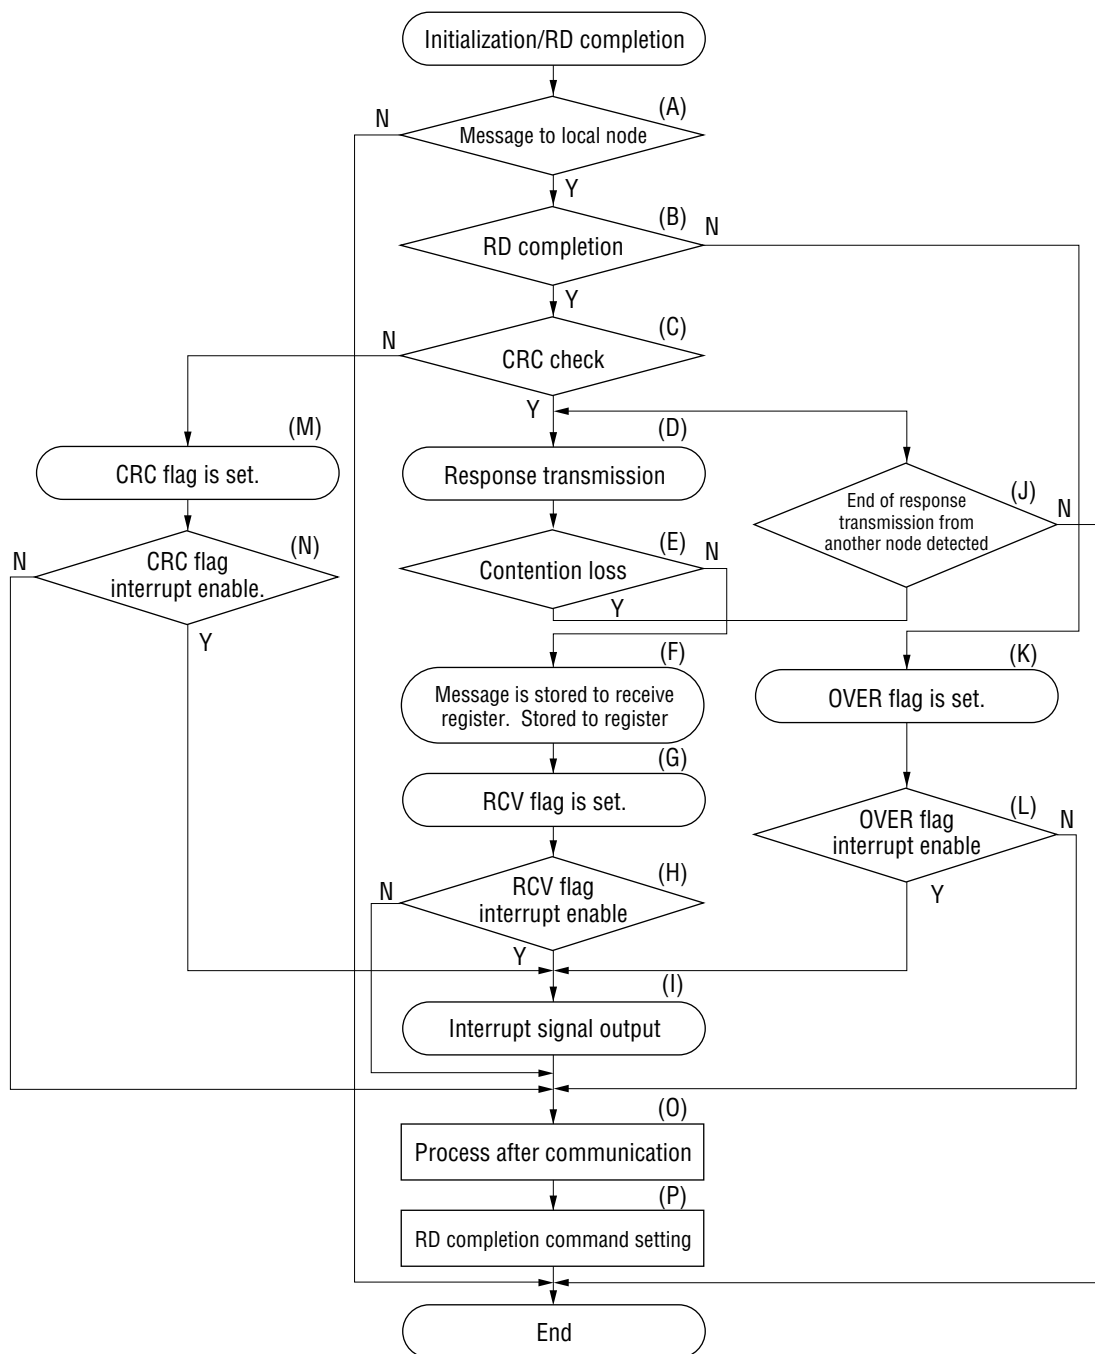 Initialization/RD completion
(A)
N
Message to local node
Y
(B)
N
RD completion
Y
(C)
N
CRC check
Y
(M)
(D)
CRC flag is set.
Response transmission
(J)
End of response
N
transmission from
another node detected
(N)
(E)
N
N
CRC flag
interrupt enable.
Contention loss
Y
Y
(F)
(K)
Message is stored to receive
register. Stored to register
OVER flag is set.
(G)
RCV flag is set.
(L)
OVER flag
N
interrupt enable
(H)
N
RCV flag
interrupt enable
Y
Y
(I)
Interrupt signal output
(O)
Process after communication
(P)
RD completion command setting
End